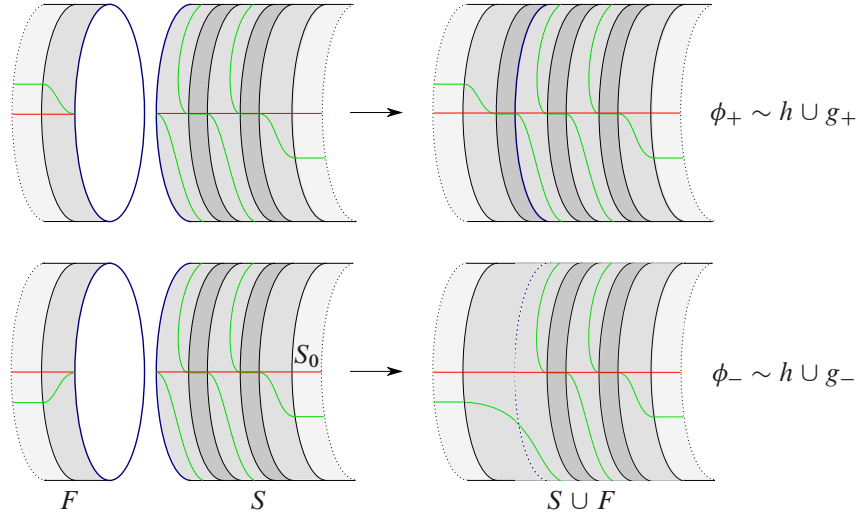 ϕ₊ ∼ h ∪ g₊
S₀
ϕ₋ ∼ h ∪ g₋
F
S
S ∪ F